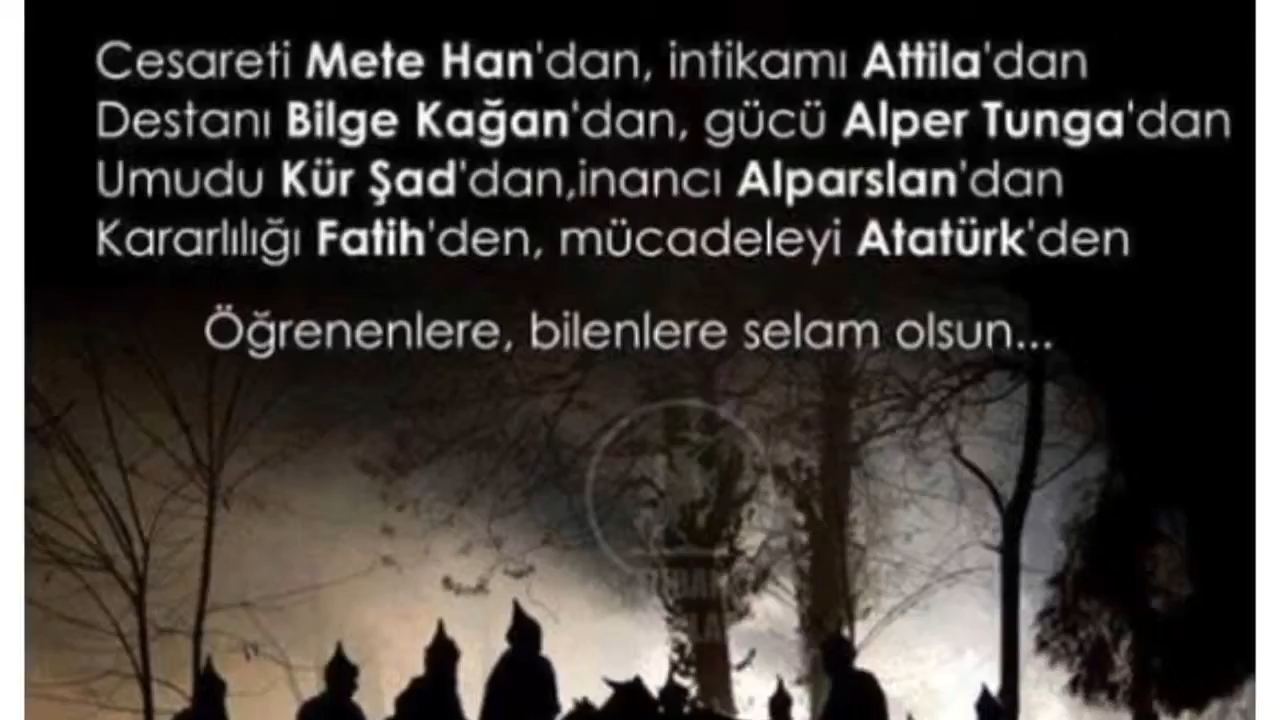 Cesareti Mete Han'dan, intikamı Attila'dan
Destanı Bilge Kağan'dan, gücü Alper Tunga'dan
Umudu Kür Şad'dan,inancı Alparslan'dan
Kararlılığı Fatih'den, mücadeleyi Atatürk'den
Öğrenenlere, bilenlere selam olsun...